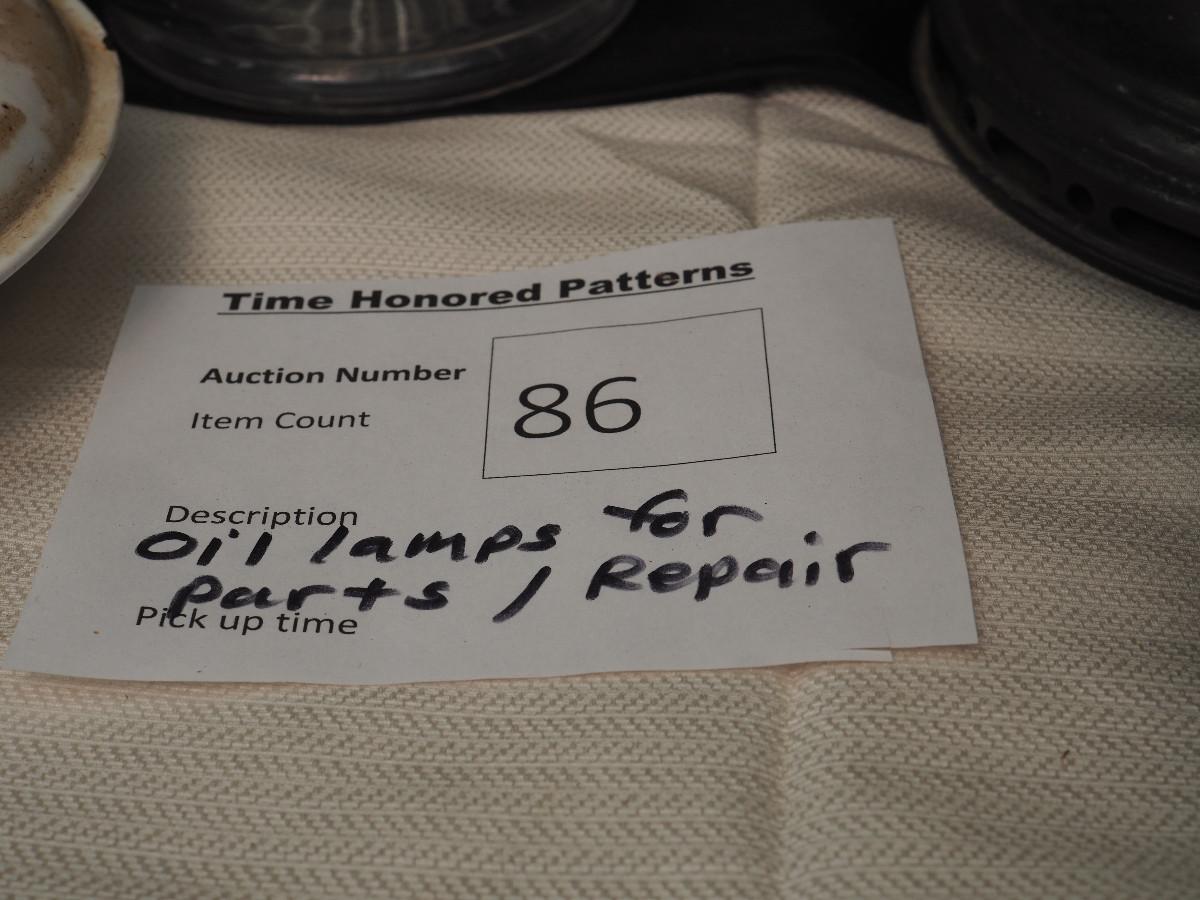 Time Honored Patterns
Auction Number
86
Item Count
Description
Oil lamps for
Parts / Repair
Pick up time